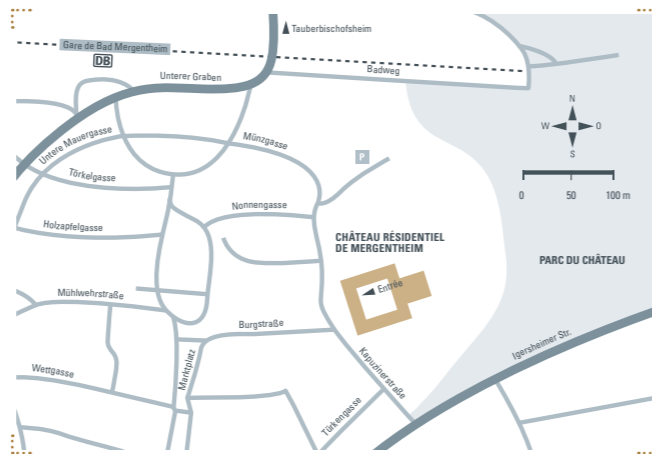 Tauberbischofsheim
Gare de Bad Mergentheim
DB
Badweg
Unterer Graben
N
W O
S
Untere Mauergasse
Münzgasse
P
Törkelgasse
0 50 100 m
Nonnengasse
Holzapfelgasse
CHÂTEAU RÉSIDENTIEL
DE MERGENTHEIM
PARC DU CHÂTEAU
Entrée
Mühlwehrstraße
Burgstraße
Igersheimer Str.
Marktplatz
Kapuzinerstraße
Wettgasse
Türkengasse